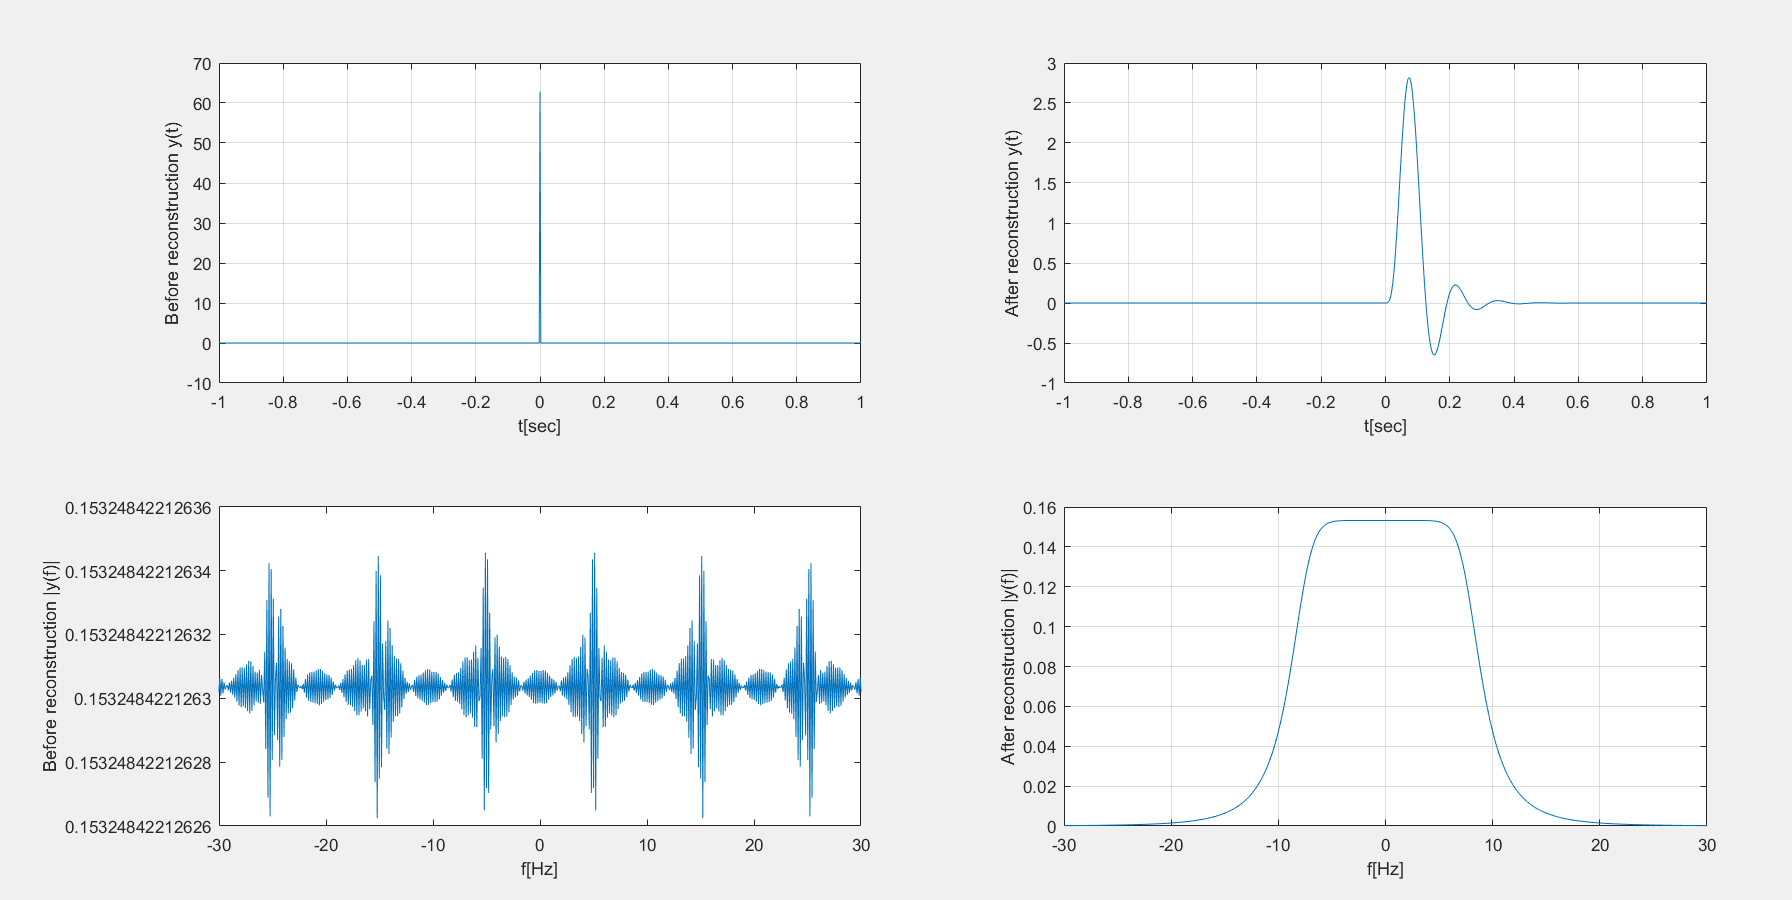 Before reconstruction y(t)
70
60
50
40
30
20
10
0
-10
-1 -0.8 -0.6 -0.4 -0.2 0 0.2 0.4 0.6 0.8 1
t[sec]
After reconstruction y(t)
3
2.5
2
1.5
1
0.5
0
-0.5
-1
-1 -0.8 -0.6 -0.4 -0.2 0 0.2 0.4 0.6 0.8 1
t[sec]
Before reconstruction |y(f)|
0.15324842212636
0.15324842212634
0.15324842212632
0.1532484221263
0.15324842212628
0.15324842212626
-30 -20 -10 0 10 20 30
f[Hz]
After reconstruction |y(f)|
0.16
0.14
0.12
0.1
0.08
0.06
0.04
0.02
0
-30 -20 -10 0 10 20 30
f[Hz]